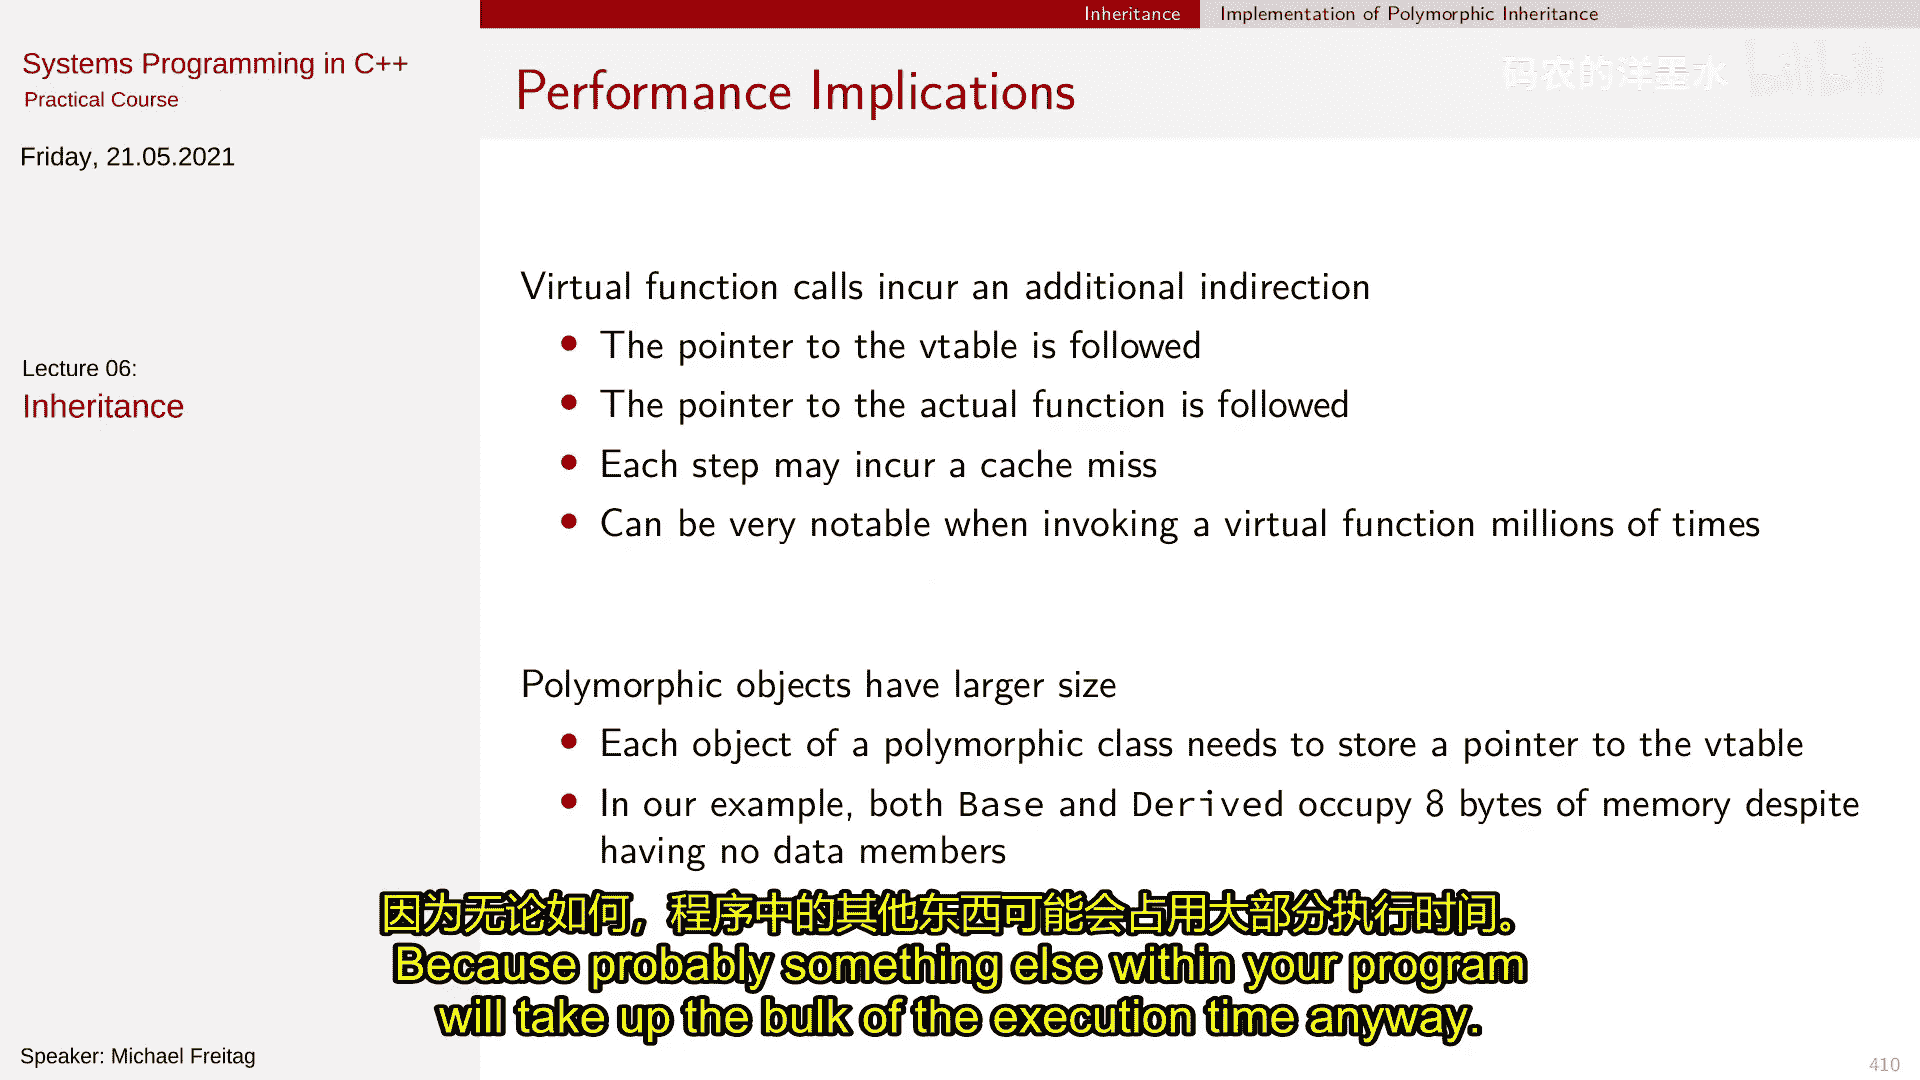 Inheritance
Implementation of Polymorphic Inheritance
Systems Programming in C++
Practical Course
Friday, 21.05.2021
Lecture 06:
Inheritance
Speaker: Michael Freitag
Performance Implications
码农的洋墨水
bilibili
Virtual function calls incur an additional indirection
• The pointer to the vtable is followed
• The pointer to the actual function is followed
• Each step may incur a cache miss
• Can be very notable when invoking a virtual function millions of times
Polymorphic objects have larger size
• Each object of a polymorphic class needs to store a pointer to the vtable
• In our example, both Base and Derived occupy 8 bytes of memory despite
having no data members
因为无论如何，程序中的其他东西可能会占用大部分执行时间。
Because probably something else within your program
will take up the bulk of the execution time anyway.
410